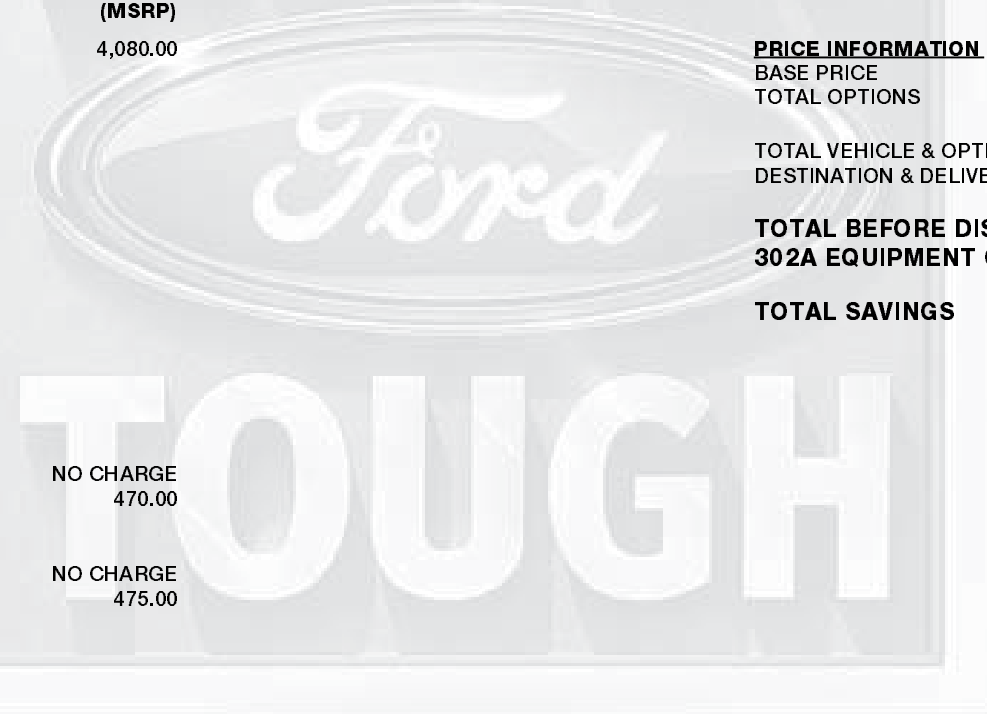 (MSRP)
4,080.00
NO CHARGE
470.00
NO CHARGE
475.00
PRICE INFORMATION
BASE PRICE
TOTAL OPTIONS
TOTAL VEHICLE & OPTI
DESTINATION & DELIVE
TOTAL BEFORE DIS
302A EQUIPMENT
TOTAL SAVINGS
Ford
TOUGH